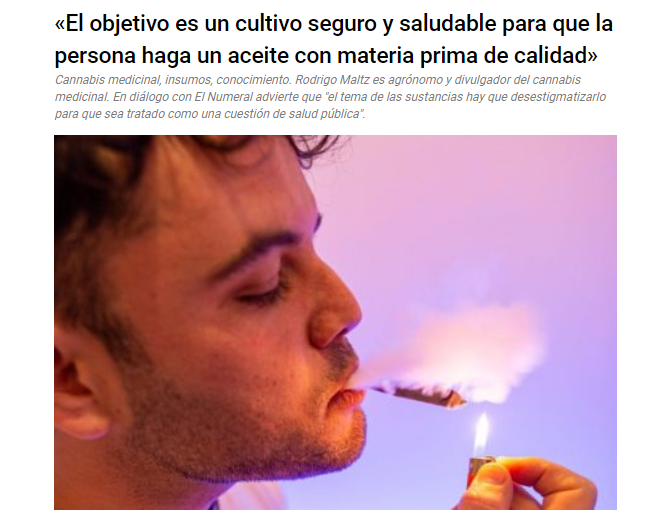 «El objetivo es un cultivo seguro y saludable para que la
persona haga un aceite con materia prima de calidad»
Cannabis medicinal, insumos, conocimiento. Rodrigo Maltz es agrónomo y divulgador del cannabis
medicinal. En diálogo con El Numeral advierte que "el tema de las sustancias hay que desestigmatizarlo
para que sea tratado como una cuestión de salud pública".